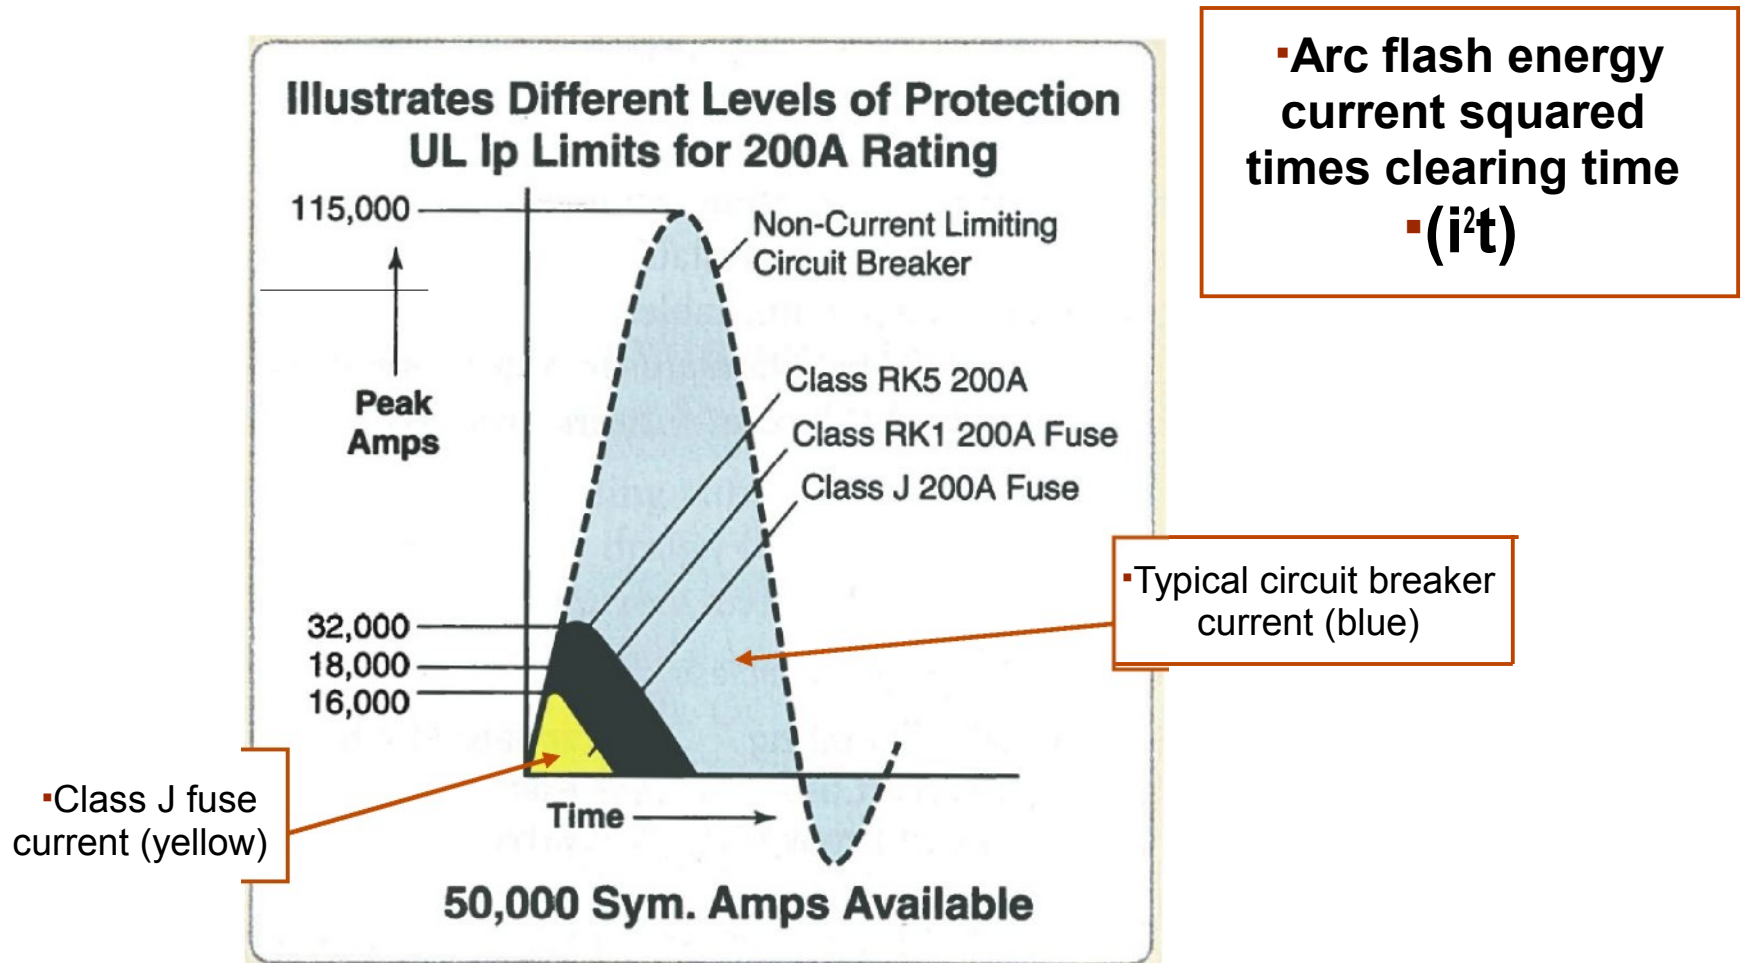 Illustrates Different Levels of Protection
UL Ip Limits for 200A Rating
115,000
Non-Current Limiting
Circuit Breaker
Peak
Amps
Class RK5 200A
Class RK1 200A Fuse
Class J 200A Fuse
32,000
18,000
16,000
Time
50,000 Sym. Amps Available
▪Arc flash energy
current squared
times clearing time
▪(i²t)
▪Typical circuit breaker
current (blue)
▪Class J fuse
current (yellow)